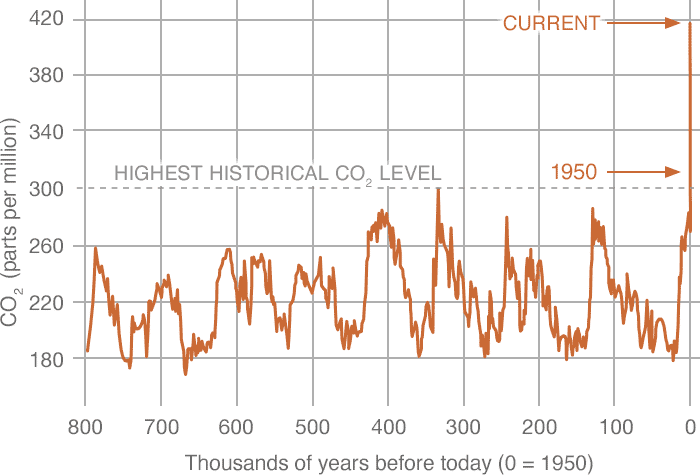 420
380
340
300
260
220
180
CO2 (parts per million)
CURRENT
HIGHEST HISTORICAL CO2 LEVEL
1950
800 700 600 500 400 300 200 100 0
Thousands of years before today (0 = 1950)